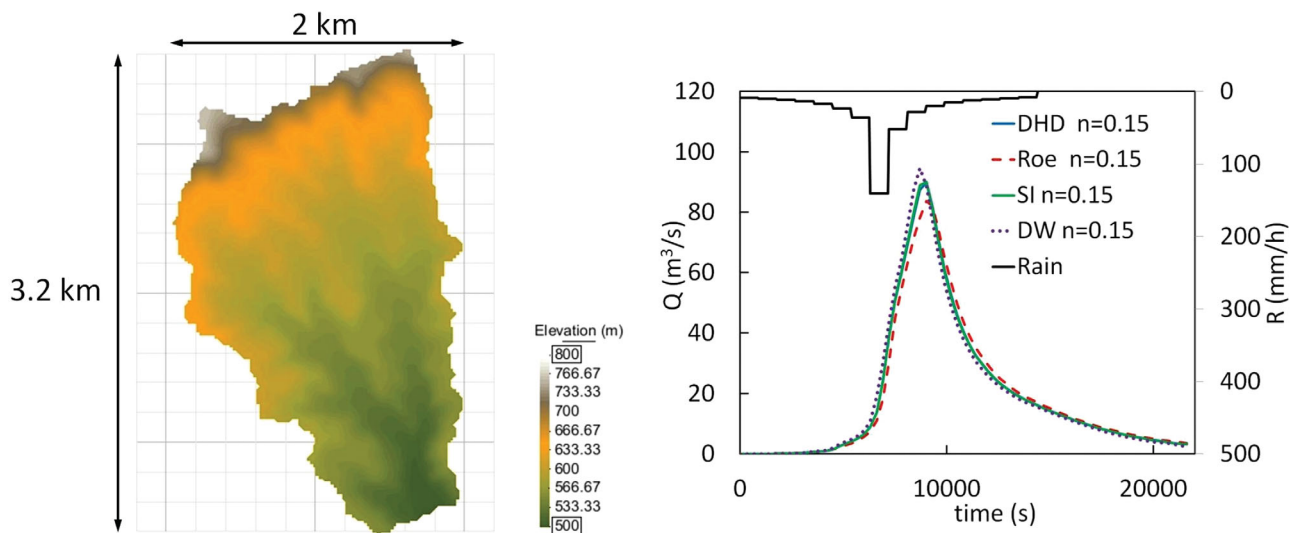 2 km
3.2 km
Elevation (m)
800
766.67
733.33
700
666.67
633.33
600
566.67
533.33
500
Q (m³/s)
120
100
80
60
40
20
0
DHD n=0.15
Roe n=0.15
SI n=0.15
DW n=0.15
Rain
0
100
200
300
400
500
R (mm/h)
0
10000
20000
time (s)